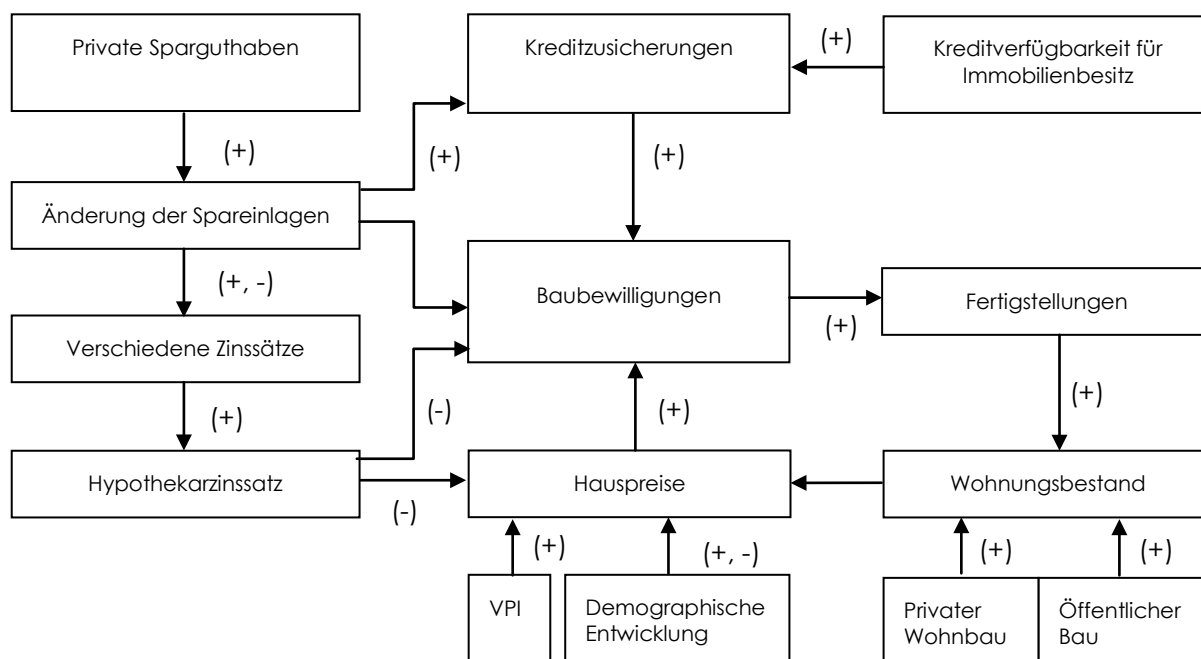 Private Sparguthaben
Kreditzusicherungen
Kreditverfügbarkeit für
Immobilienbesitz
(+)
(+)
(+)
(+)
Änderung der Spareinlagen
(+, -)
Baubewilligungen
(+)
Fertigstellungen
Verschiedene Zinssätze
(+)
(-)
(+)
(+)
Hypothekarzinssatz
(-)
Hauspreise
Wohnungsbestand
(+)
(+, -)
(+)
(+)
VPI
Demographische
Entwicklung
Privater
Wohnbau
Öffentlicher
Bau